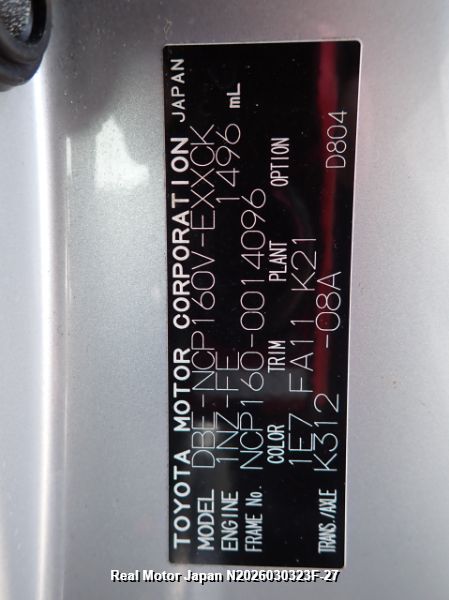 TOYOTA MOTOR CORPORATION JAPAN
MODEL DBE-NCP160V-EXXCK
ENGINE 1NZ-FE 1496 mL
FRAME No. NCP160-0014096
COLOR TRIM PLANT OPTION
1E7 FA11 K21
TRANS./AXLE K312 -08A D804
Real Motor Japan N2026030323F-27